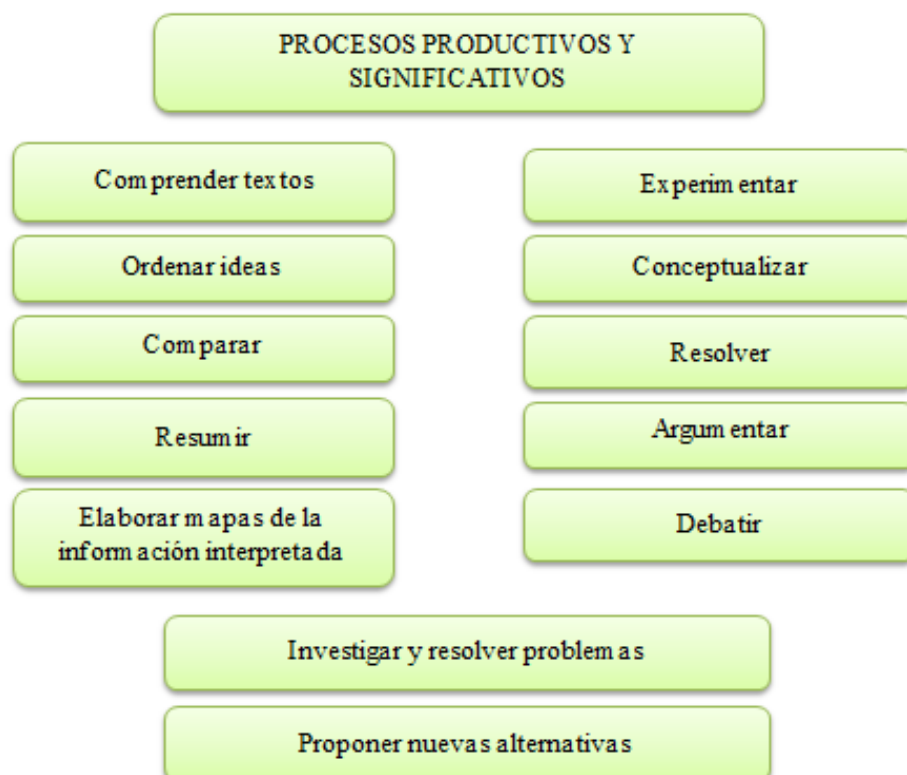 PROCESOS PRODUCTIVOS Y
SIGNIFICATIVOS
Comprender textos
Ordenar ideas
Comparar
Resumir
Elaborar mapas de la
información interpretada
Experimentar
Conceptualizar
Resolver
Argumentar
Debatir
Investigar y resolver problemas
Proponer nuevas alternativas